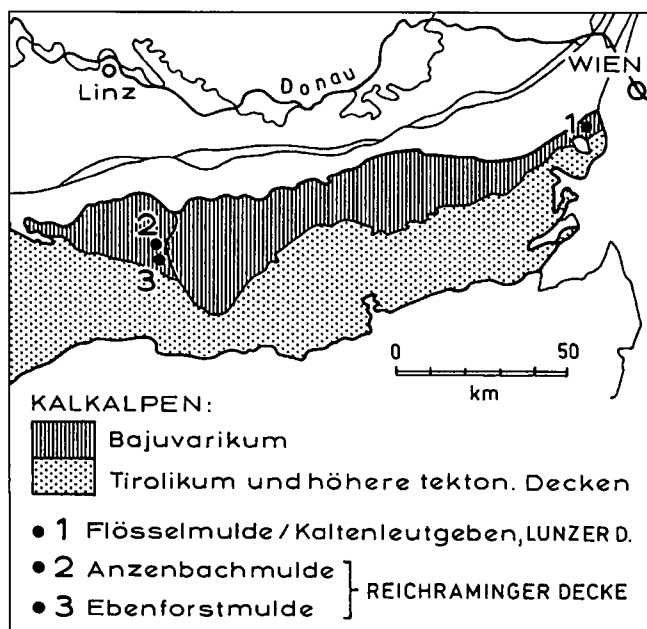 WIEN
Donau
Linz
1
2
3
0 50
km
KALKALPEN:
Bajuvarikum
Tirolikum und höhere tekton. Decken
• 1 Flösselmulde / Kaltenleutgeben, LUNZER D.
• 2 Anzenbachmulde
REICHRAMINGER DECKE
• 3 Ebenforstmulde